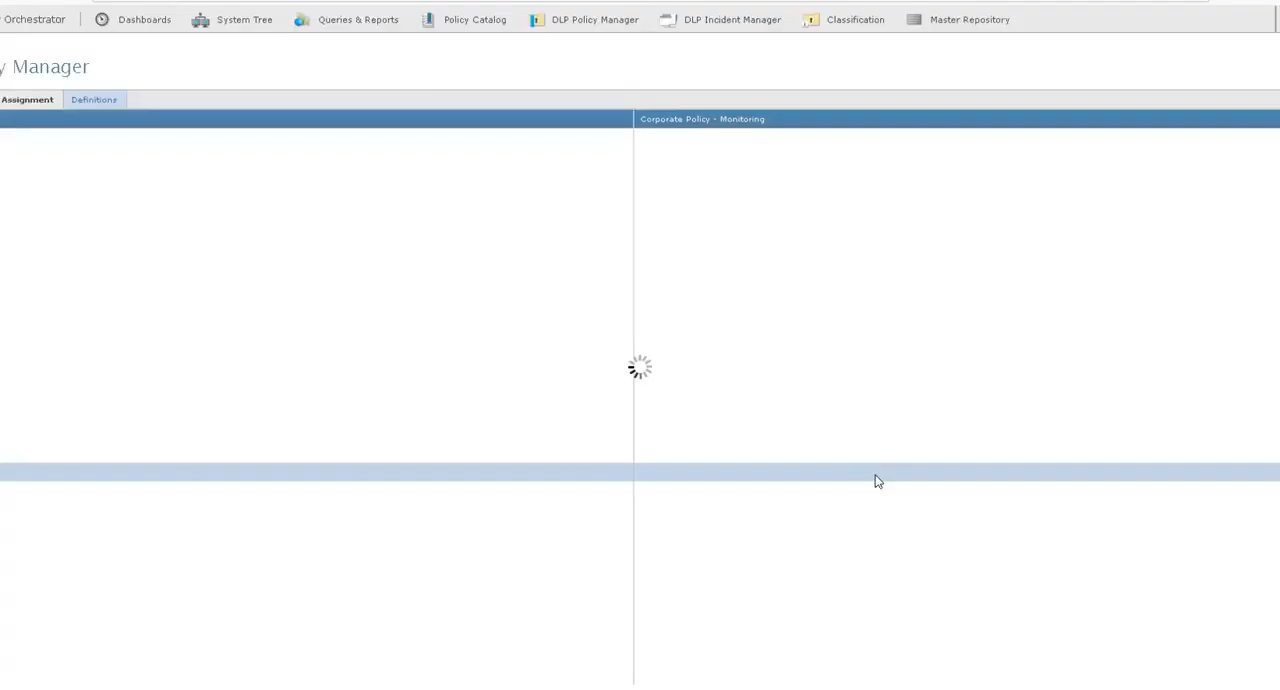 Orchestrator Dashboards System Tree Queries & Reports Policy Catalog DLP Policy Manager DLP Incident Manager Classification Master Repository
y Manager
Assignment Definitions
Corporate Policy - Monitoring